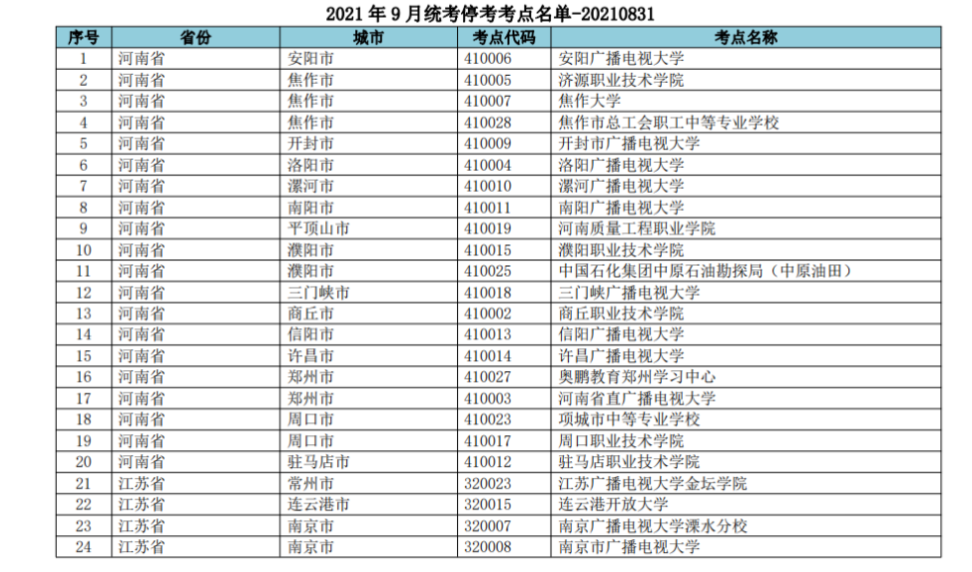 2021 年 9 月统考停考考点名单-20210831
序号 省份 城市 考点代码 考点名称
1 河南省 安阳市 410006 安阳广播电视大学
2 河南省 焦作市 410005 济源职业技术学院
3 河南省 焦作市 410007 焦作大学
4 河南省 焦作市 410028 焦作市总工会职工中等专业学校
5 河南省 开封市 410009 开封市广播电视大学
6 河南省 洛阳市 410004 洛阳广播电视大学
7 河南省 漯河市 410010 漯河广播电视大学
8 河南省 南阳市 410011 南阳广播电视大学
9 河南省 平顶山市 410019 河南质量工程职业学院
10 河南省 濮阳市 410015 濮阳职业技术学院
11 河南省 濮阳市 410025 中国石化集团中原石油勘探局（中原油田）
12 河南省 三门峡市 410018 三门峡广播电视大学
13 河南省 商丘市 410002 商丘职业技术学院
14 河南省 信阳市 410013 信阳广播电视大学
15 河南省 许昌市 410014 许昌广播电视大学
16 河南省 郑州市 410027 奥鹏教育郑州学习中心
17 河南省 郑州市 410003 河南省直广播电视大学
18 河南省 周口市 410023 项城市中等专业学校
19 河南省 周口市 410017 周口职业技术学院
20 河南省 驻马店市 410012 驻马店职业技术学院
21 江苏省 常州市 320023 江苏广播电视大学金坛学院
22 江苏省 连云港市 320015 连云港开放大学
23 江苏省 南京市 320007 南京广播电视大学溧水分校
24 江苏省 南京市 320008 南京市广播电视大学